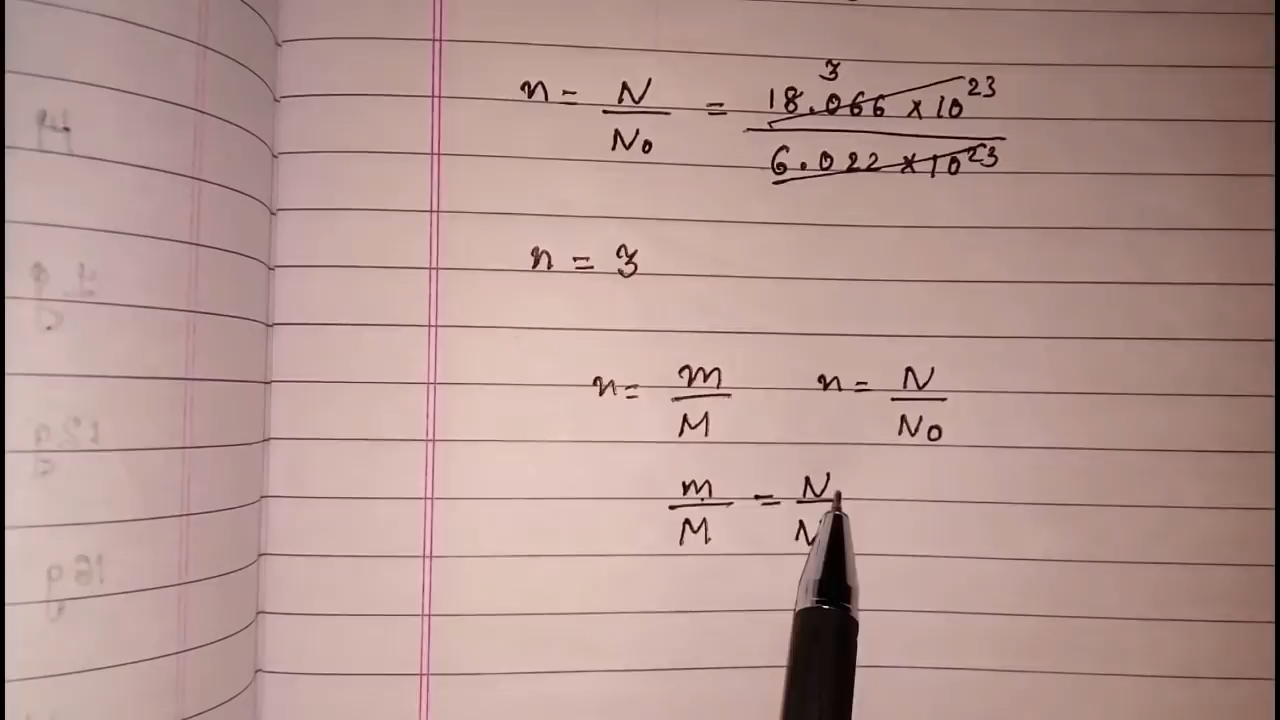 n = N/N₀ = 18.066 × 10²³ / 6.022 × 10²³ 3
n = 3
n = m/M n = N/N₀
m/M = N/N